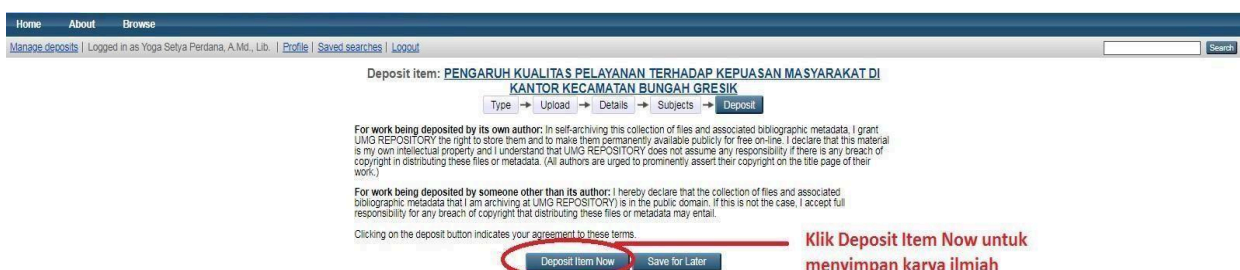 Home About Browse
Manage deposits | Logged in as Yoga Setya Perdana, A.Md., Lib. | Profile | Saved searches | Logout
Search
Deposit item: PENGARUH KUALITAS PELAYANAN TERHADAP KEPUASAN MASYARAKAT DI
KANTOR KECAMATAN BUNGAH GRESIK
Type → Upload → Details → Subjects → Deposit
For work being deposited by its own author: In self-archiving this collection of files and associated bibliographic metadata, I grant
UMG REPOSITORY the right to store them and to make them permanently available publicly for free on-line. I declare that this material
is my own intellectual property and I understand that UMG REPOSITORY does not assume any responsibility if there is any breach of
copyright in distributing these files or metadata. (All authors are urged to prominently assert their copyright on the title page of their
work.)
For work being deposited by someone other than its author: I hereby declare that the collection of files and associated
bibliographic metadata that I am archiving at UMG REPOSITORY) is in the public domain. If this is not the case, I accept full
responsibility for any breach of copyright that distributing these files or metadata may entail.
Clicking on the deposit button indicates your agreement to these terms.
Deposit Item Now Save for Later
Klik Deposit Item Now untuk
menyimpan karya ilmiah